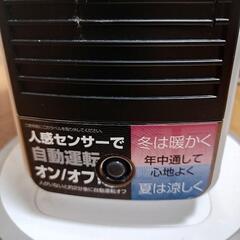 人感センサーで
自動運転
オン/オフ
冬は暖かく
年中通して
心地よく
夏は涼しく